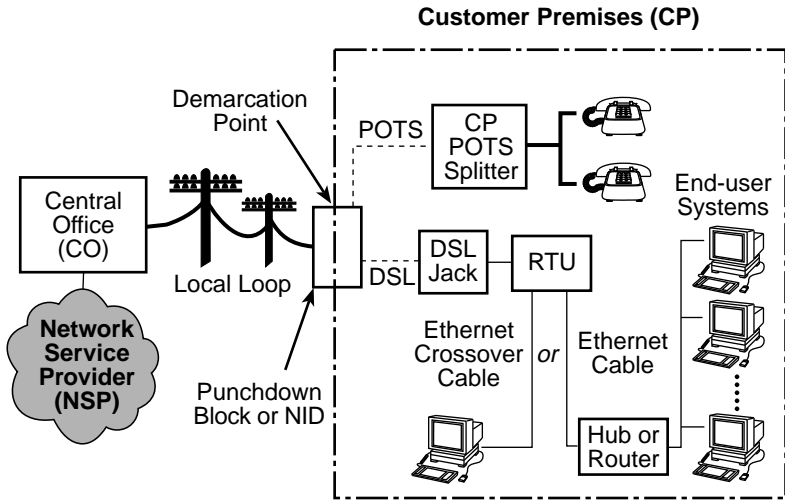 Customer Premises (CP)
Demarcation
Point
POTS
CP
POTS
Splitter
Central
Office
(CO)
Local Loop
DSL
DSL
Jack
RTU
End-user
Systems
Network
Service
Provider
(NSP)
Punchdown
Block or NID
Ethernet
Crossover
Cable
or
Ethernet
Cable
Hub or
Router